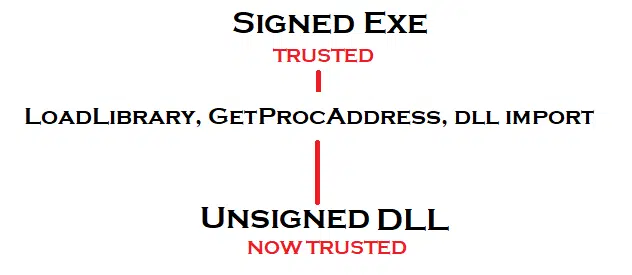 Signed Exe
TRUSTED
LoadLibrary, GetProcAddress, dll import
Unsigned DLL
NOW TRUSTED